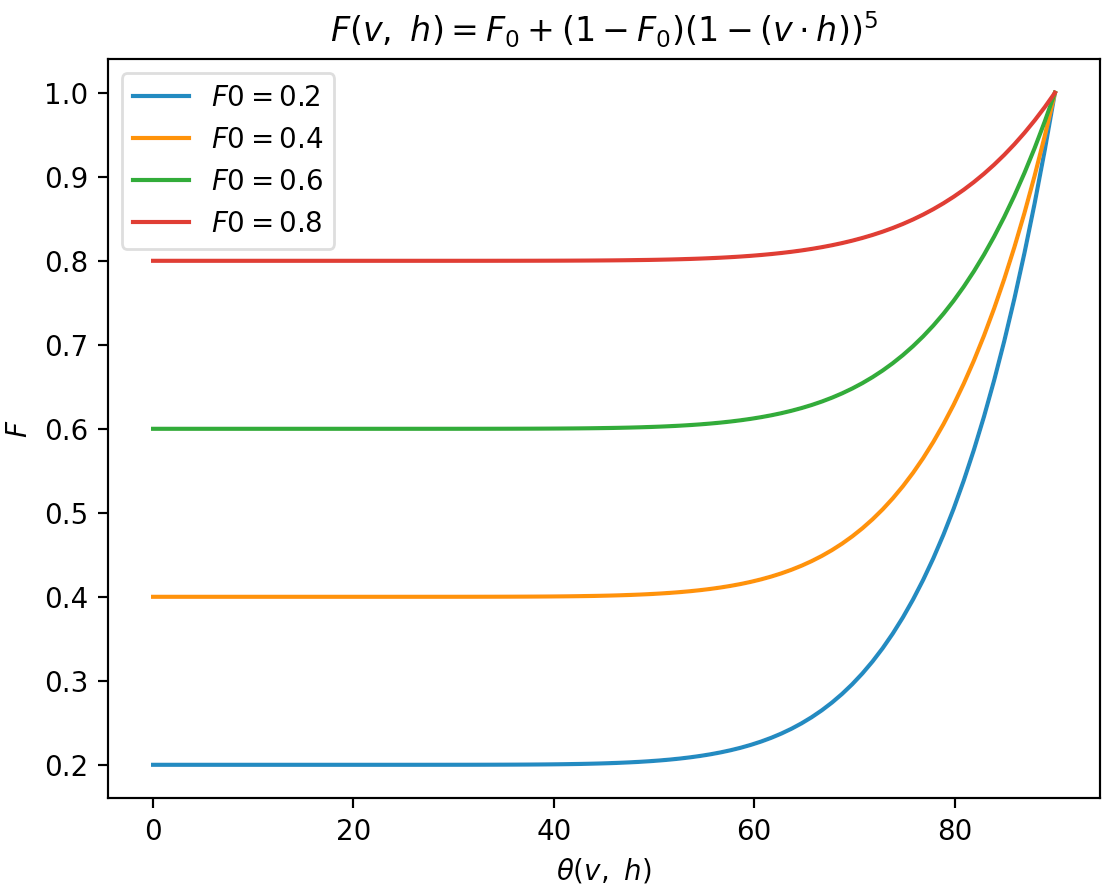 F(v, h) = F₀ + (1 − F₀)(1 − (v · h))⁵
F0 = 0.2
F0 = 0.4
F0 = 0.6
F0 = 0.8
1.0
0.9
0.8
0.7
0.6
0.5
0.4
0.3
0.2
F
0 20 40 60 80
θ(v, h)